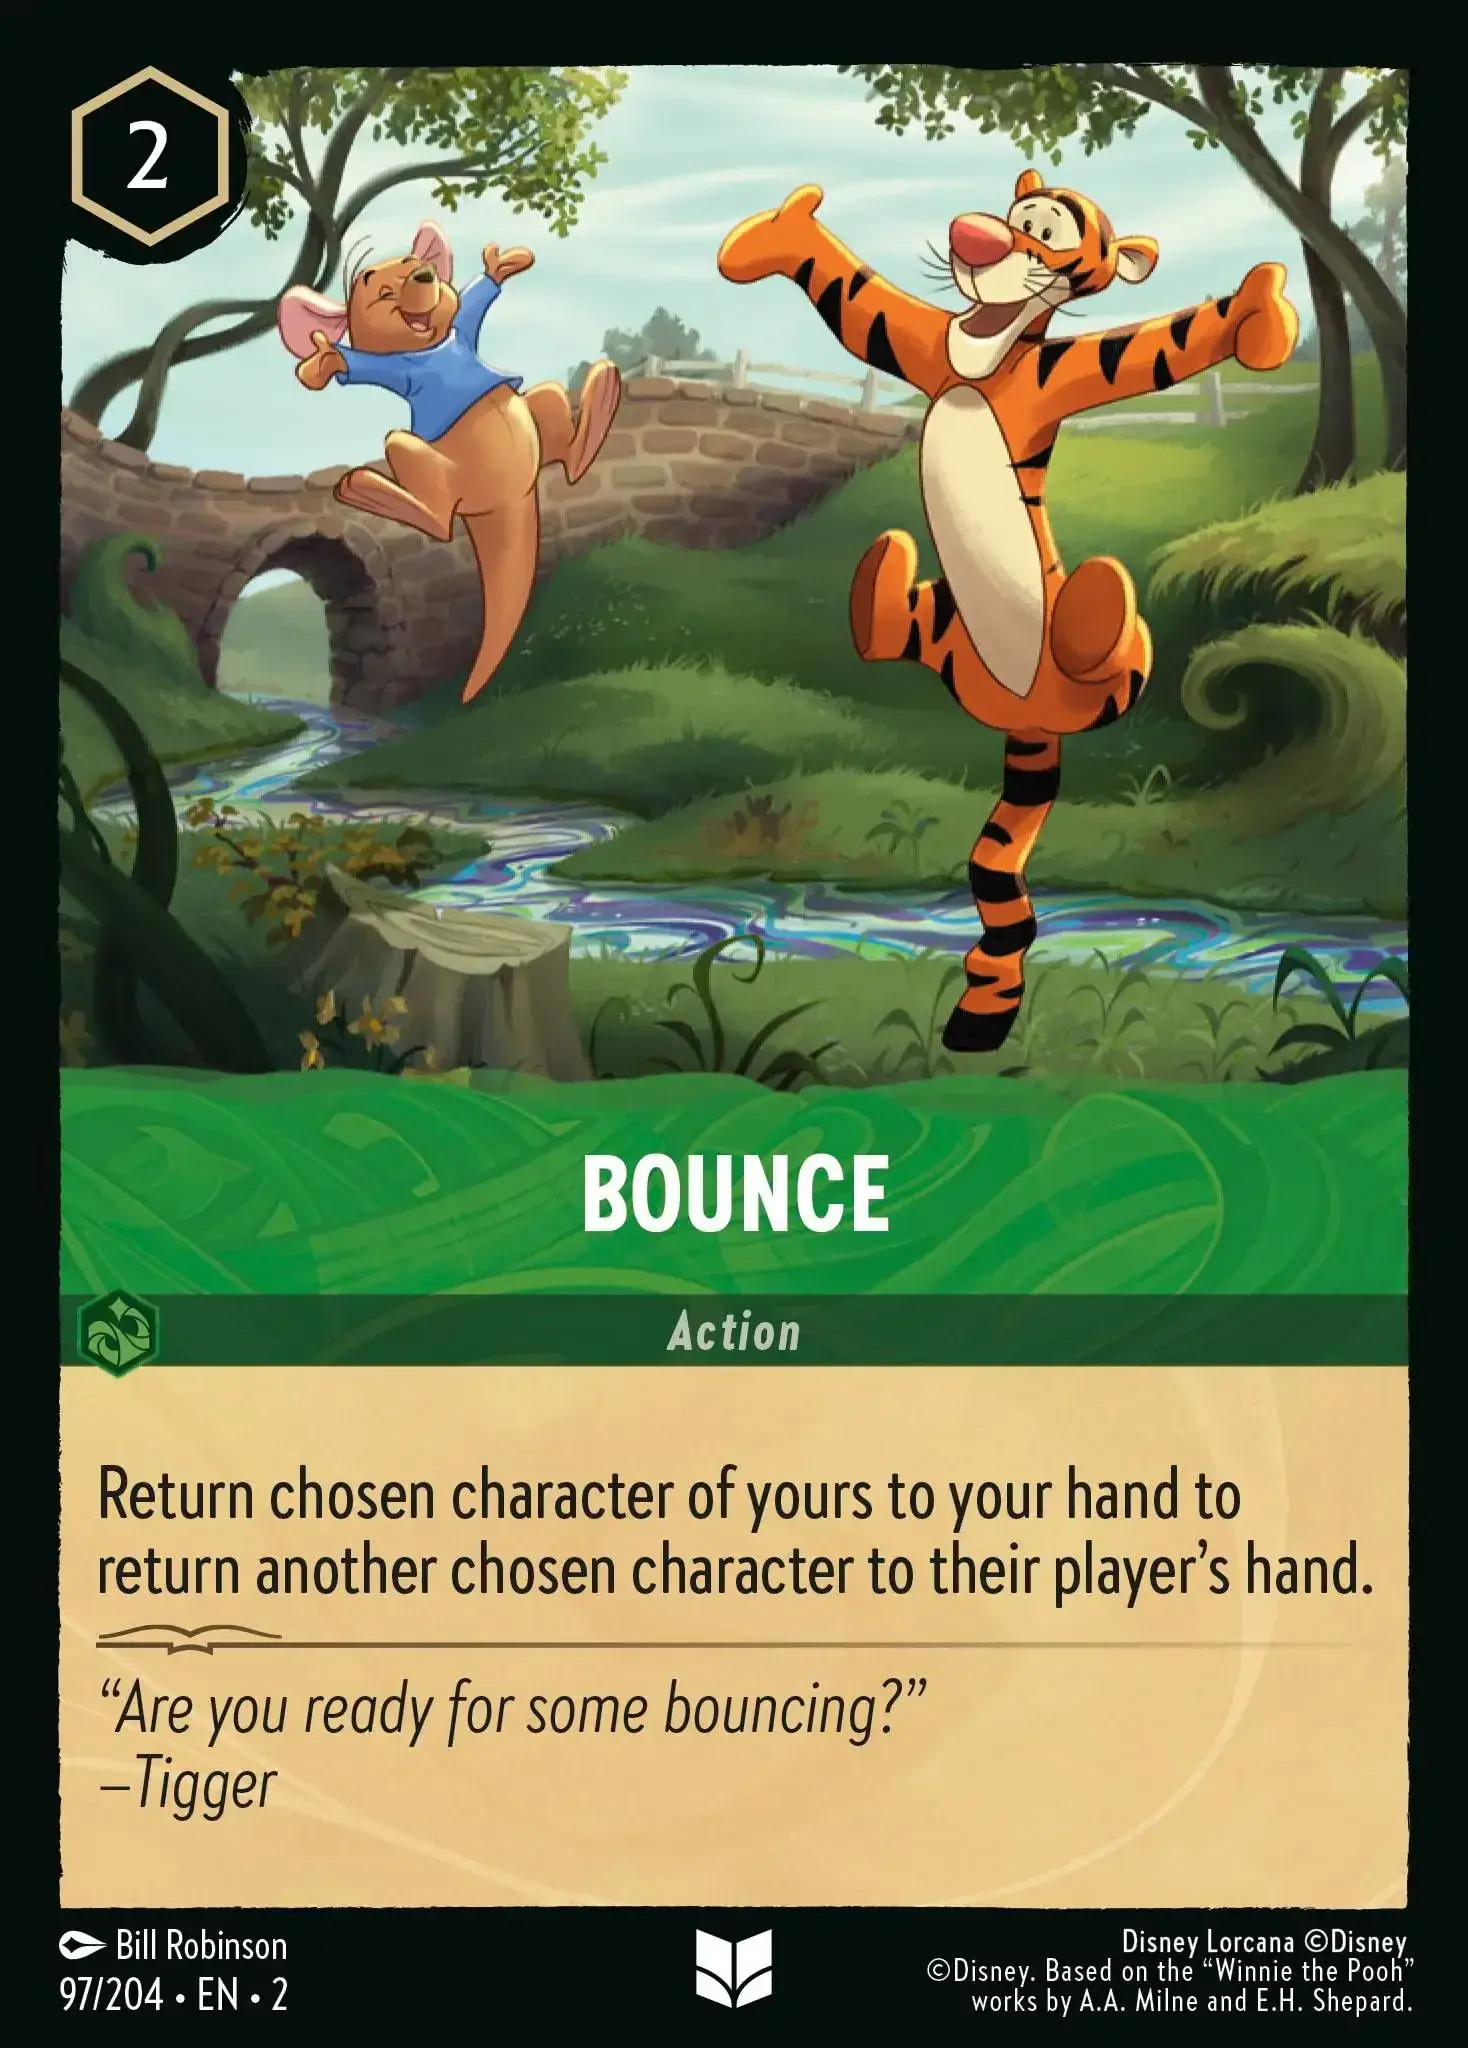 2
BOUNCE
Action
Return chosen character of yours to your hand to
return another chosen character to their player’s hand.
“Are you ready for some bouncing?”
–Tigger
Bill Robinson
97/204 • EN • 2
Disney Lorcana ©Disney
©Disney. Based on the “Winnie the Pooh”
works by A.A. Milne and E.H. Shepard.